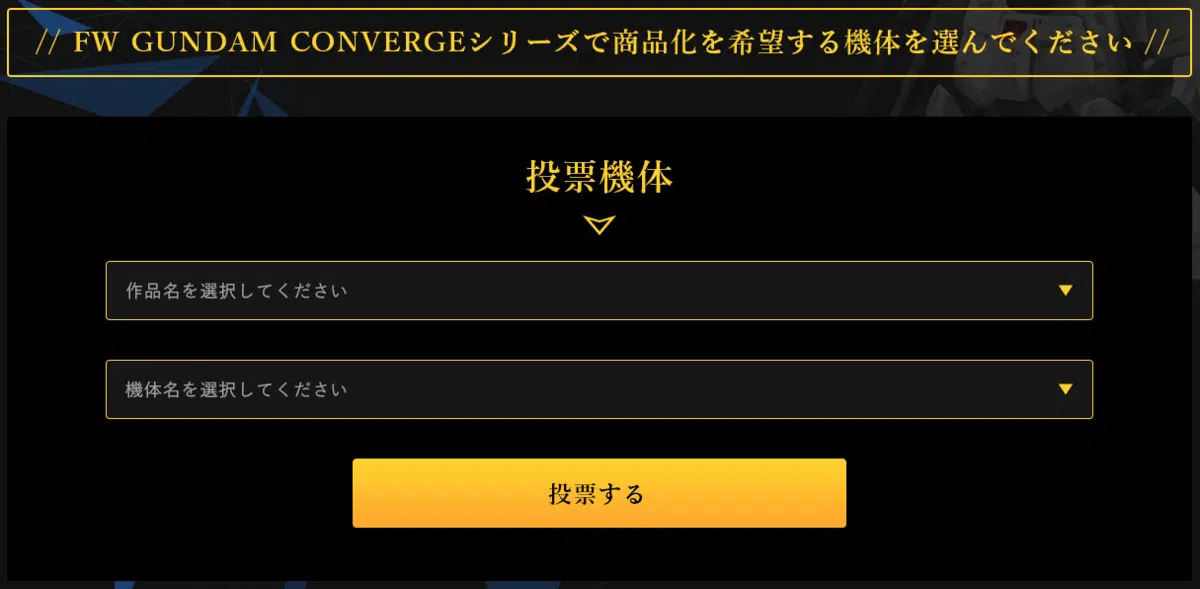 // FW GUNDAM CONVERGEシリーズで商品化を希望する機体を選んでください //
投票機体
作品名を選択してください
機体名を選択してください
投票する